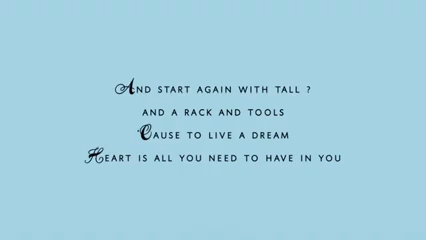 And start again with tall ?
and a rack and tools
'Cause to live a dream
Heart is all you need to have in you